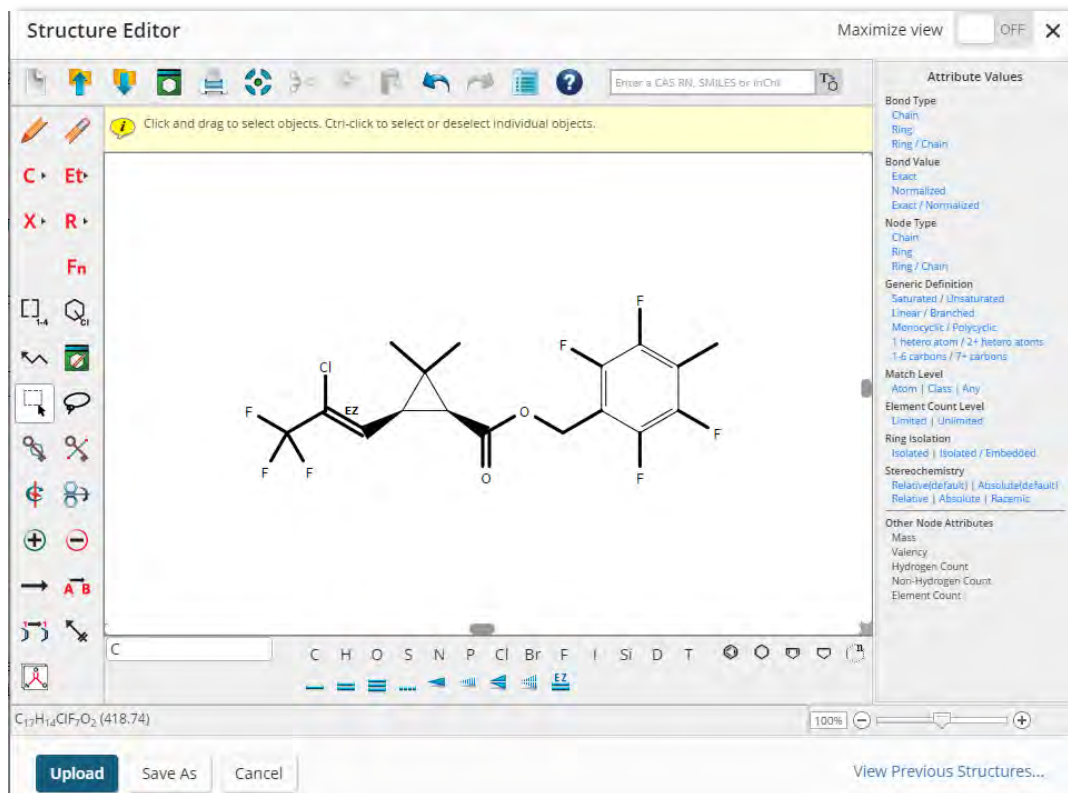 Structure Editor
Maximize view OFF
Enter a CAS RN, SMILES or InChI
Click and drag to select objects. Ctrl-click to select or deselect individual objects.
C Et
X R
Fn
1-4 Cl
A B
Cl
EZ
F
F
F
O
O
F
F
F
F
C
C H O S N P Cl Br F I Si D T n
EZ
C17H14ClF7O2 (418.74)
100%
Upload
Save As
Cancel
View Previous Structures...
Attribute Values
Bond Type
Chain
Ring
Ring / Chain
Bond Value
Exact
Normalized
Exact / Normalized
Node Type
Chain
Ring
Ring / Chain
Generic Definition
Saturated / Unsaturated
Linear / Branched
Monocyclic / Polycyclic
1 hetero atom / 2+ hetero atoms
1-6 carbons / 7+ carbons
Match Level
Atom | Class | Any
Element Count Level
Limited | Unlimited
Ring Isolation
Isolated | Isolated / Embedded
Stereochemistry
Relative(default) | Absolute(default)
Relative | Absolute | Racemic
Other Node Attributes
Mass
Valency
Hydrogen Count
Non-Hydrogen Count
Element Count